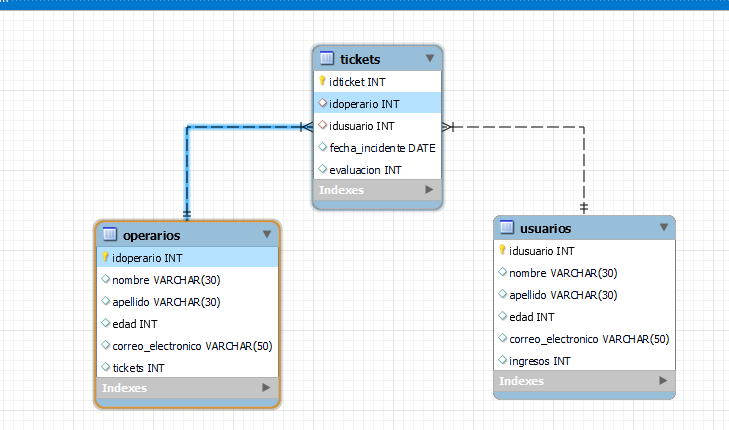 tickets
idticket INT
idoperario INT
idusuario INT
fecha_incidente DATE
evaluacion INT
Indexes
operarios
idoperario INT
nombre VARCHAR(30)
apellido VARCHAR(30)
edad INT
correo_electronico VARCHAR(50)
tickets INT
Indexes
usuarios
idusuario INT
nombre VARCHAR(30)
apellido VARCHAR(30)
edad INT
correo_electronico VARCHAR(50)
ingresos INT
Indexes